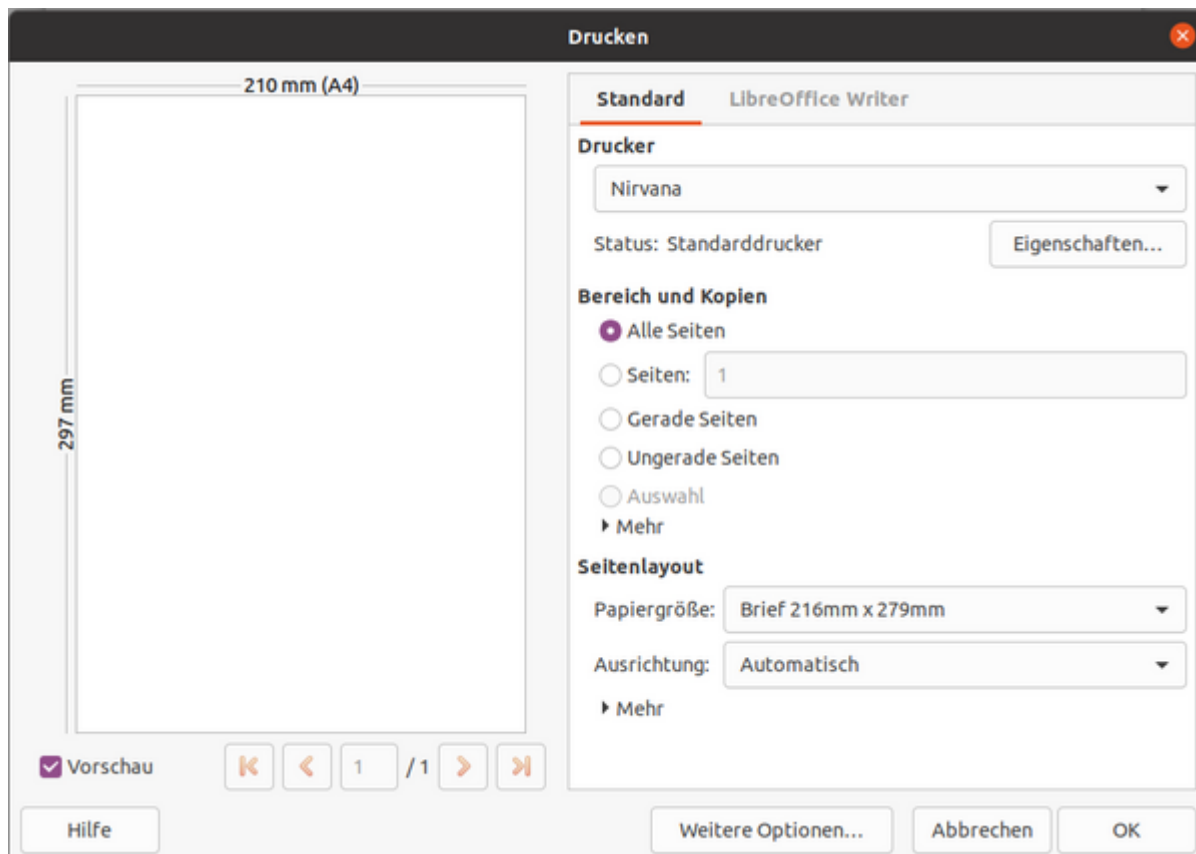 Drucken
210 mm (A4)
297 mm
Vorschau
1 / 1
Standard LibreOffice Writer
Drucker
Nirvana
Status: Standarddrucker Eigenschaften...
Bereich und Kopien
Alle Seiten
Seiten: 1
Gerade Seiten
Ungerade Seiten
Auswahl
Mehr
Seitenlayout
Papiergröße: Brief 216mm x 279mm
Ausrichtung: Automatisch
Mehr
Hilfe Weitere Optionen... Abbrechen OK